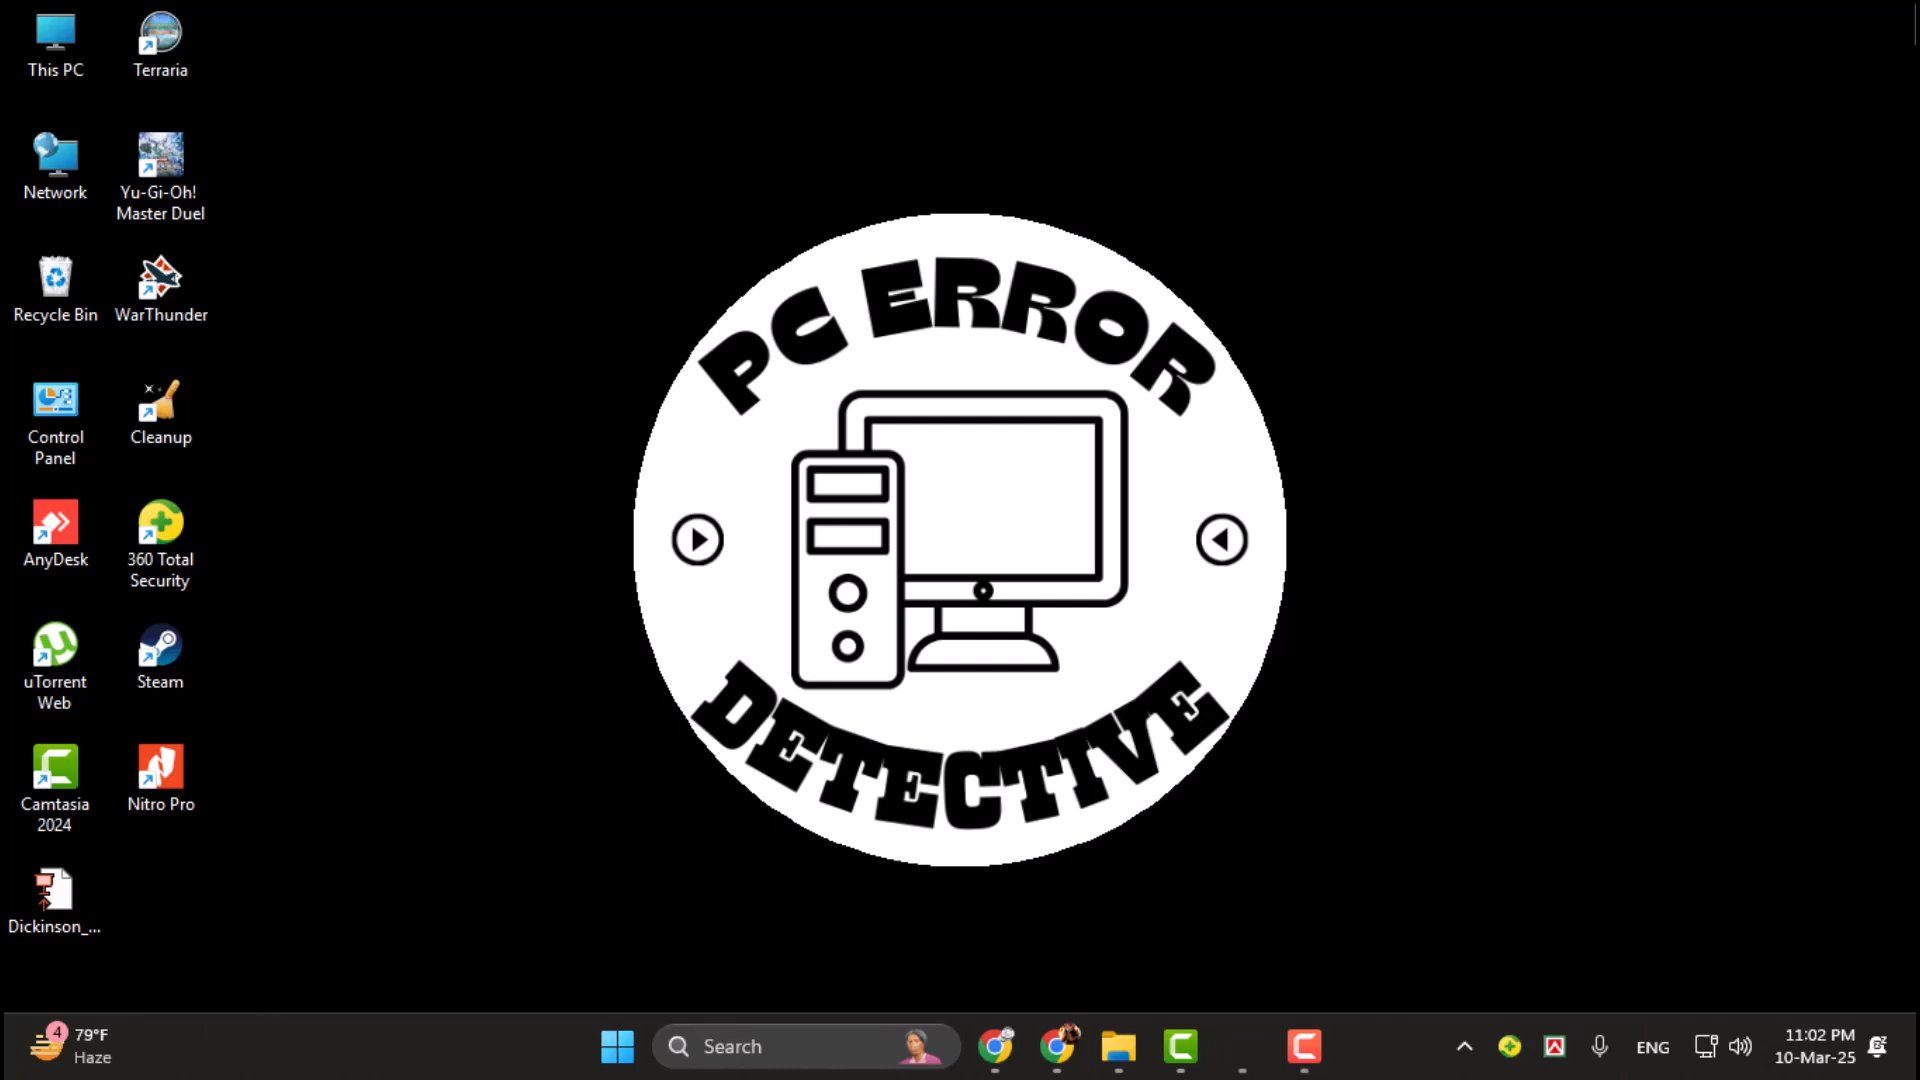 This PC
Terraria
Network
Yu-Gi-Oh!
Master Duel
Recycle Bin
WarThunder
Control
Panel
Cleanup
AnyDesk
360 Total
Security
uTorrent
Web
Steam
Camtasia
2024
Nitro Pro
Dickinson_...
PC ERROR
DETECTIVE
4
79°F
Haze
Search
ENG
11:02 PM
10-Mar-25